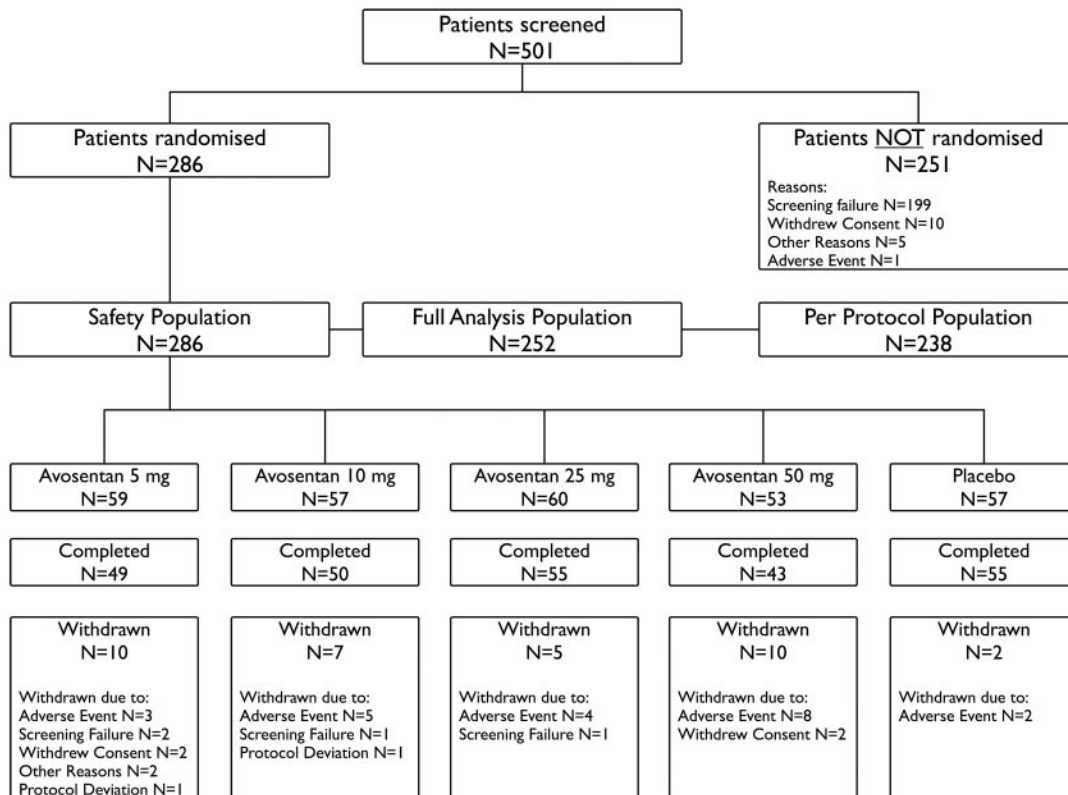 Patients screened
N=501
Patients randomised
N=286
Patients NOT randomised
N=251
Reasons:
Screening failure N=199
Withdrew Consent N=10
Other Reasons N=5
Adverse Event N=1
Safety Population
N=286
Full Analysis Population
N=252
Per Protocol Population
N=238
Avosentan 5 mg
N=59
Avosentan 10 mg
N=57
Avosentan 25 mg
N=60
Avosentan 50 mg
N=53
Placebo
N=57
Completed
N=49
Completed
N=50
Completed
N=55
Completed
N=43
Completed
N=55
Withdrawn
N=10
Withdrawn due to:
Adverse Event N=3
Screening Failure N=2
Withdrew Consent N=2
Other Reasons N=2
Protocol Deviation N=1
Withdrawn
N=7
Withdrawn due to:
Adverse Event N=5
Screening Failure N=1
Protocol Deviation N=1
Withdrawn
N=5
Withdrawn due to:
Adverse Event N=4
Screening Failure N=1
Withdrawn
N=10
Withdrawn due to:
Adverse Event N=8
Withdrew Consent N=2
Withdrawn
N=2
Withdrawn due to:
Adverse Event N=2